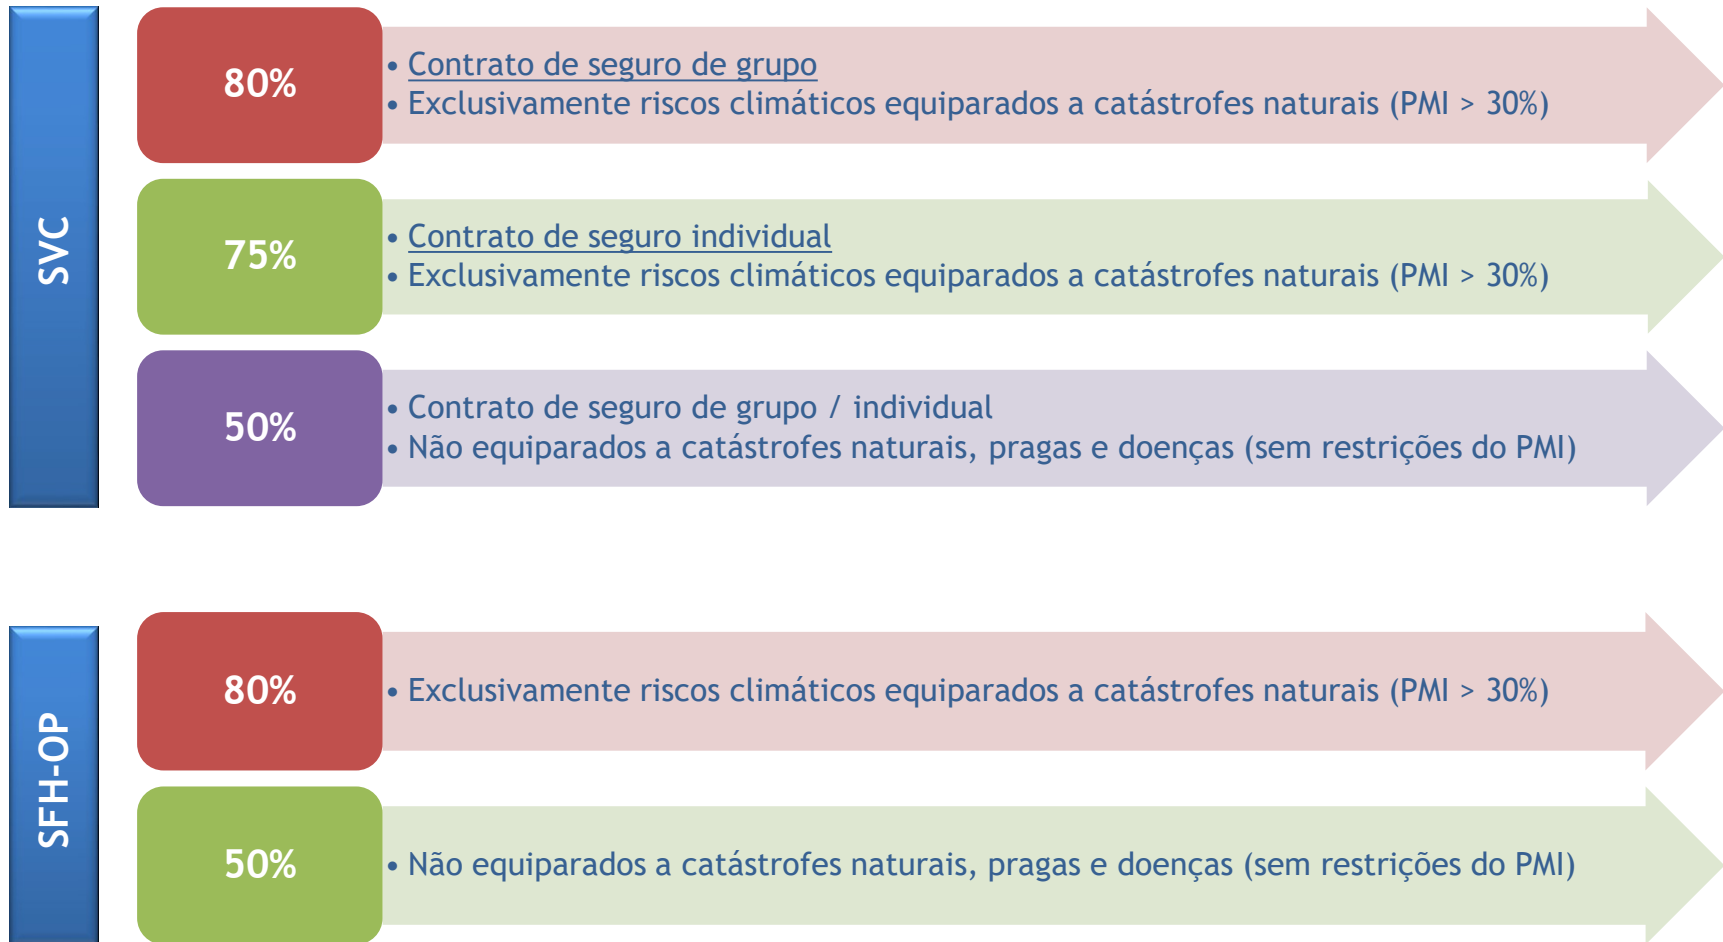 SVC
80%
• Contrato de seguro de grupo
• Exclusivamente riscos climáticos equiparados a catástrofes naturais (PMI > 30%)
75%
• Contrato de seguro individual
• Exclusivamente riscos climáticos equiparados a catástrofes naturais (PMI > 30%)
50%
• Contrato de seguro de grupo / individual
• Não equiparados a catástrofes naturais, pragas e doenças (sem restrições do PMI)
SFH-OP
80%
• Exclusivamente riscos climáticos equiparados a catástrofes naturais (PMI > 30%)
50%
• Não equiparados a catástrofes naturais, pragas e doenças (sem restrições do PMI)